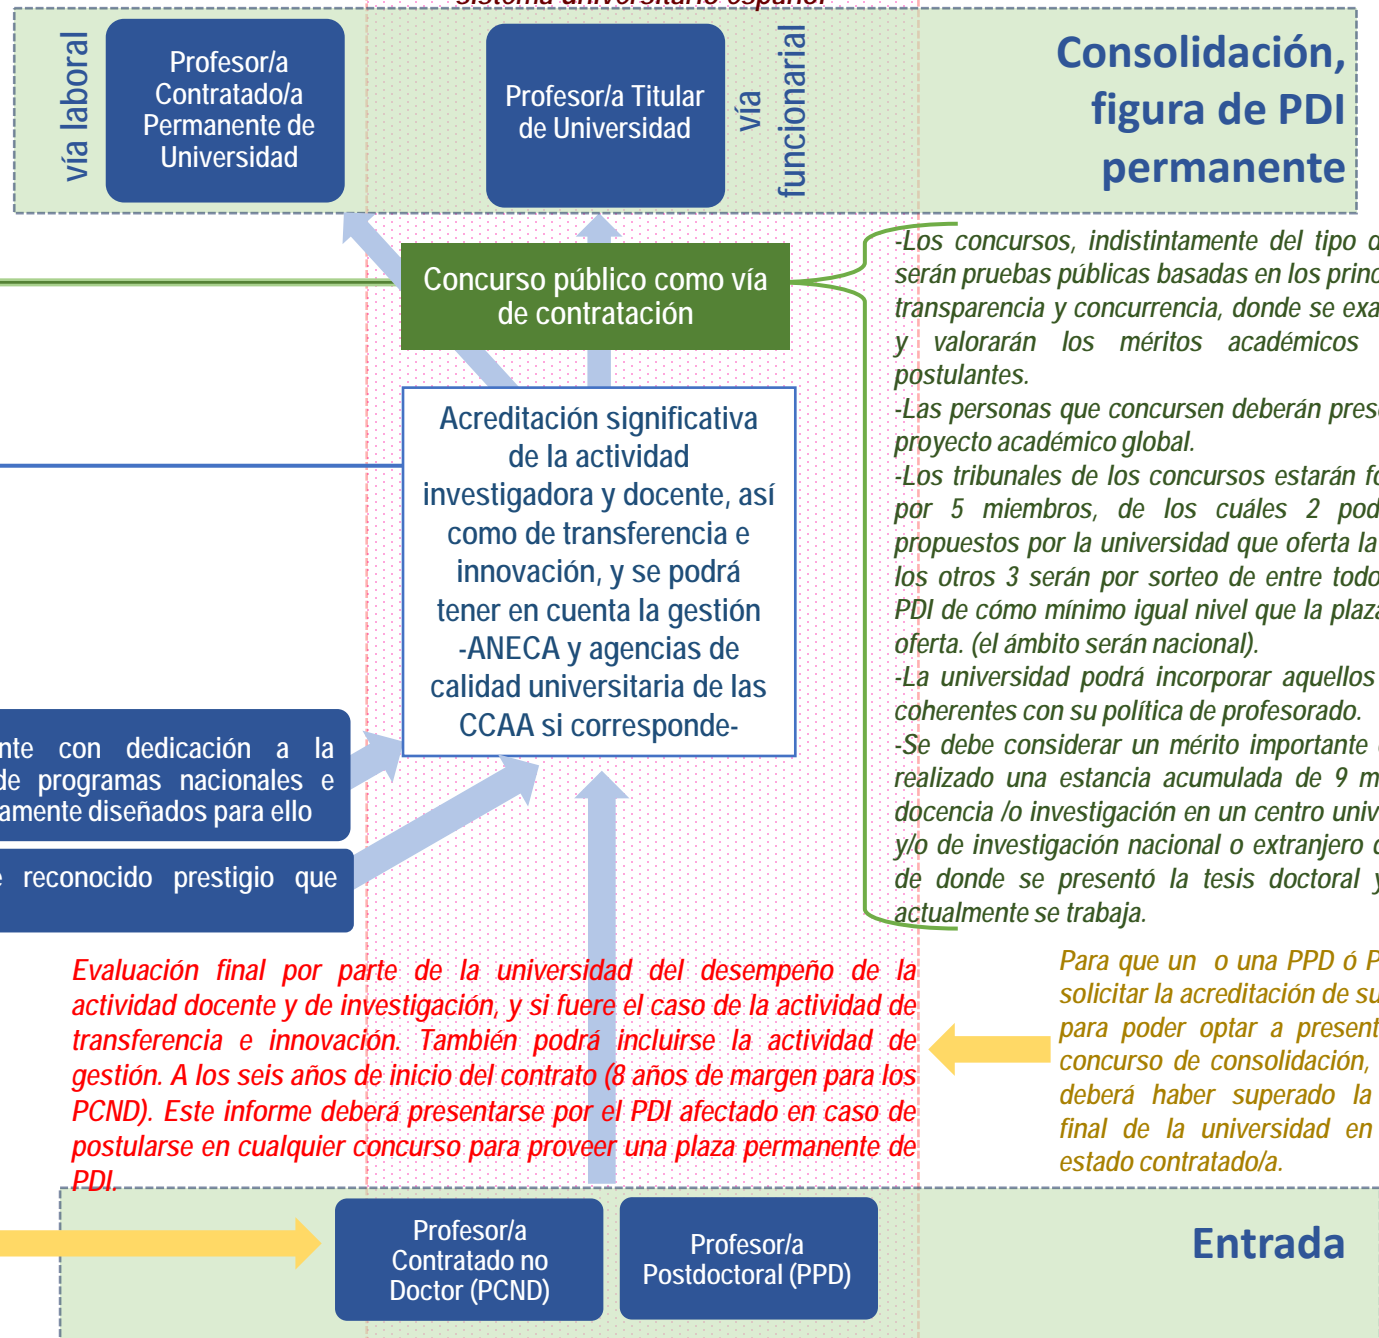 sistema universitario español
vía laboral
Profesor/a
Contratado/a
Permanente de
Universidad
Profesor/a Titular
de Universidad
vía
funcionarial
Consolidación,
figura de PDI
permanente
Concurso público como vía
de contratación
-Los concursos, indistintamente del tipo
serán pruebas públicas basadas en los
transparencia y concurrencia, donde se
y valorarán los méritos académicos
postulantes.
-Las personas que concursen deberán
proyecto académico global.
-Los tribunales de los concursos estarán
por 5 miembros, de los cuáles 2
propuestos por la universidad que oferta la
los otros 3 serán por sorteo de entre
PDI de cómo mínimo igual nivel que la
oferta. (el ámbito serán nacional).
-La universidad podrá incorporar aquellos
coherentes con su política de profesorado.
-Se debe considerar un mérito importante
realizado una estancia acumulada de 9
docencia /o investigación en un centro
y/o de investigación nacional o extranjero
de donde se presentó la tesis doctoral
actualmente se trabaja.
Acreditación significativa
de la actividad
investigadora y docente, así
como de transferencia e
innovación, y se podrá
tener en cuenta la gestión
-ANECA y agencias de
calidad universitaria de las
CCAA si corresponde-
con dedicación a la
de programas nacionales e
diseñados para ello
reconocido prestigio que
Evaluación final por parte de la universidad del desempeño de la
actividad docente y de investigación, y si fuere el caso de la actividad de
transferencia e innovación. También podrá incluirse la actividad de
gestión. A los seis años de inicio del contrato (8 años de margen para los
PCND). Este informe deberá presentarse por el PDI afectado en caso de
postularse en cualquier concurso para proveer una plaza permanente de
PDI.
Para que un o una PPD ó
solicitar la acreditación de
para poder optar a
concurso de consolidación,
deberá haber superado la
final de la universidad en
estado contratado/a.
Profesor/a
Contratado no
Doctor (PCND)
Profesor/a
Postdoctoral (PPD)
Entrada